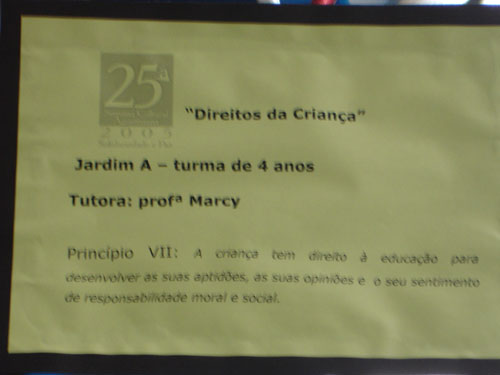 25ª
2005
"Direitos da Criança"
Jardim A – turma de 4 anos
Tutora: profª Marcy
Princípio VII: A criança tem direito à educação para
desenvolver as suas aptidões, as suas opiniões e o seu sentimento
de responsabilidade moral e social.